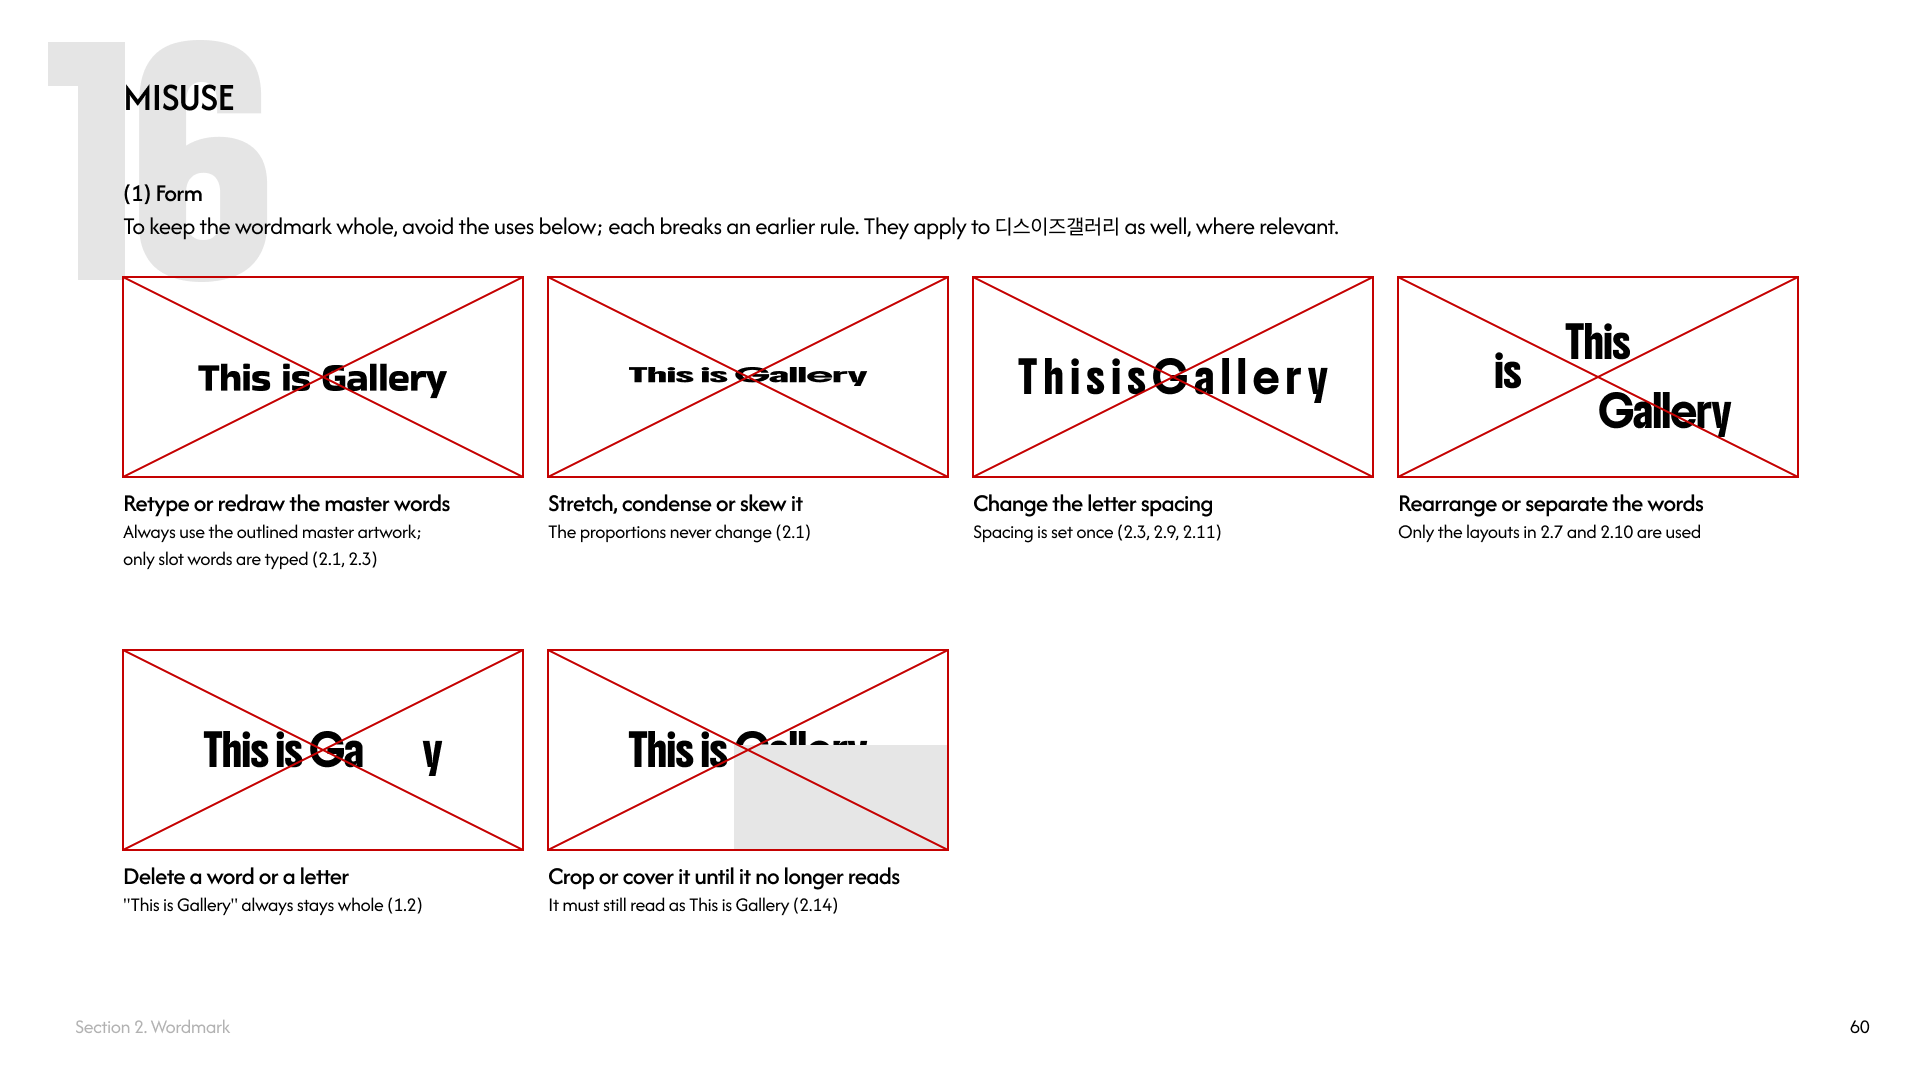 16
MISUSE
(1) Form
To keep the wordmark whole, avoid the uses below; each breaks an earlier rule. They apply to 디스이즈갤러리 as well, where relevant.
This is Gallery
This is Gallery
ThisisGallery
This
is
Gallery
Retype or redraw the master words
Always use the outlined master artwork;
only slot words are typed (2.1, 2.3)
Stretch, condense or skew it
The proportions never change (2.1)
Change the letter spacing
Spacing is set once (2.3, 2.9, 2.11)
Rearrange or separate the words
Only the layouts in 2.7 and 2.10 are used
This is Ga y
This is Gallery
Delete a word or a letter
"This is Gallery" always stays whole (1.2)
Crop or cover it until it no longer reads
It must still read as This is Gallery (2.14)
Section 2. Wordmark
60